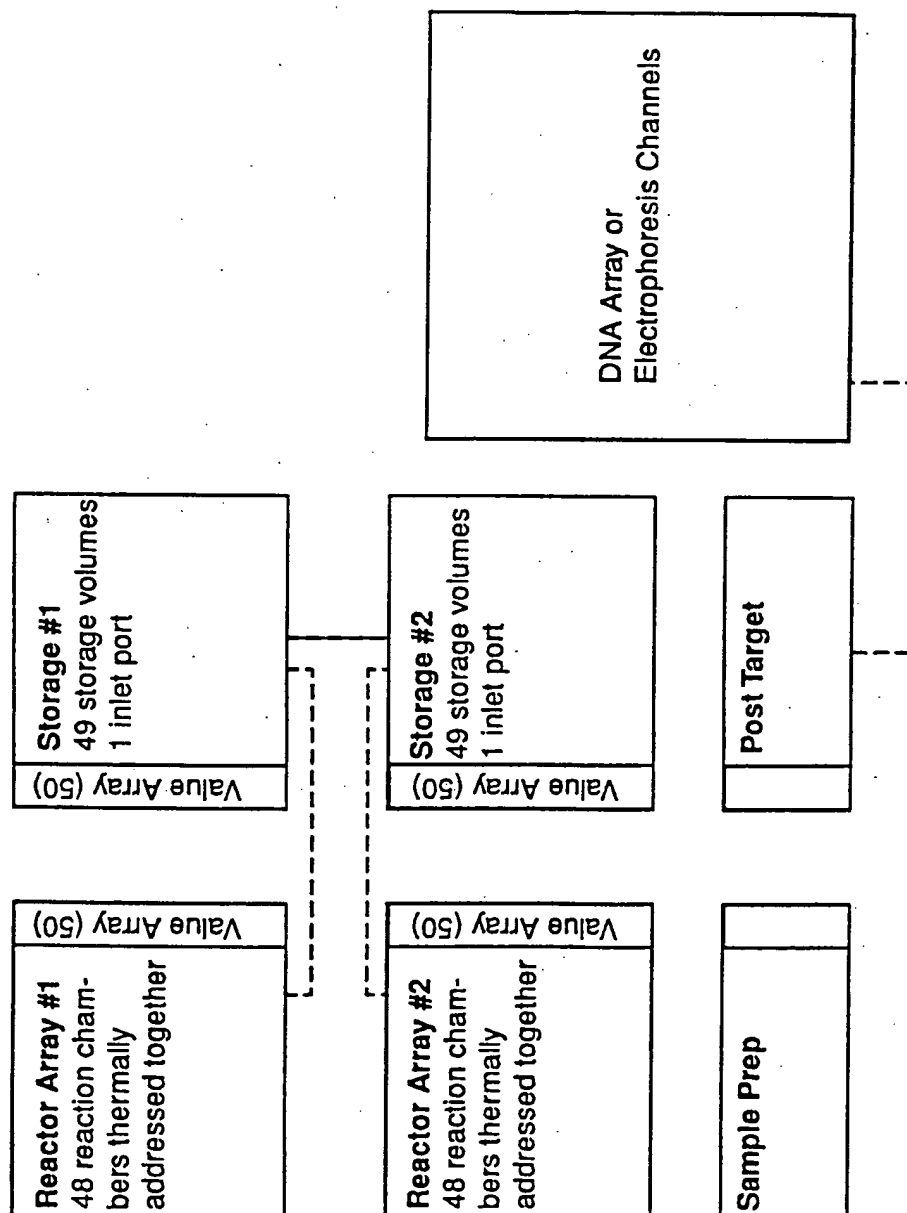 Reactor Array #1
48 reaction cham-
bers thermally
addressed together
Value Array (50)
Value Array (50)
Storage #1
49 storage volumes
1 inlet port
Reactor Array #2
48 reaction cham-
bers thermally
addressed together
Value Array (50)
Value Array (50)
Storage #2
49 storage volumes
1 inlet port
Sample Prep
Post Target
DNA Array or
Electrophoresis Channels